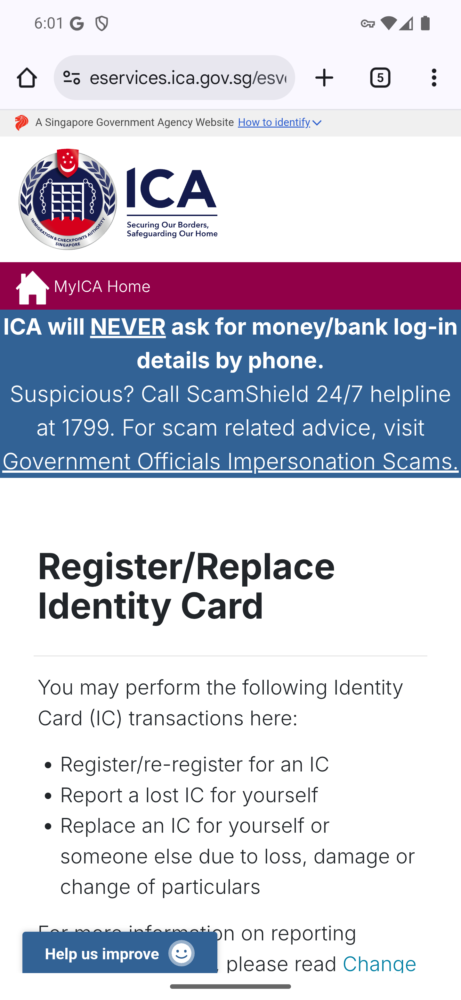 6:01
eservices.ica.gov.sg/esv
5
A Singapore Government Agency Website How to identify
IMMIGRATION & CHECKPOINTS AUTHORITY
SINGAPORE
ICA
Securing Our Borders,
Safeguarding Our Home
MyICA Home
ICA will NEVER ask for money/bank log-in
details by phone.
Suspicious? Call ScamShield 24/7 helpline
at 1799. For scam related advice, visit
Government Officials Impersonation Scams.
Register/Replace
Identity Card
You may perform the following Identity
Card (IC) transactions here:
• Register/re-register for an IC
• Report a lost IC for yourself
• Replace an IC for yourself or
someone else due to loss, damage or
change of particulars
For more information on reporting
, please read Change
Help us improve